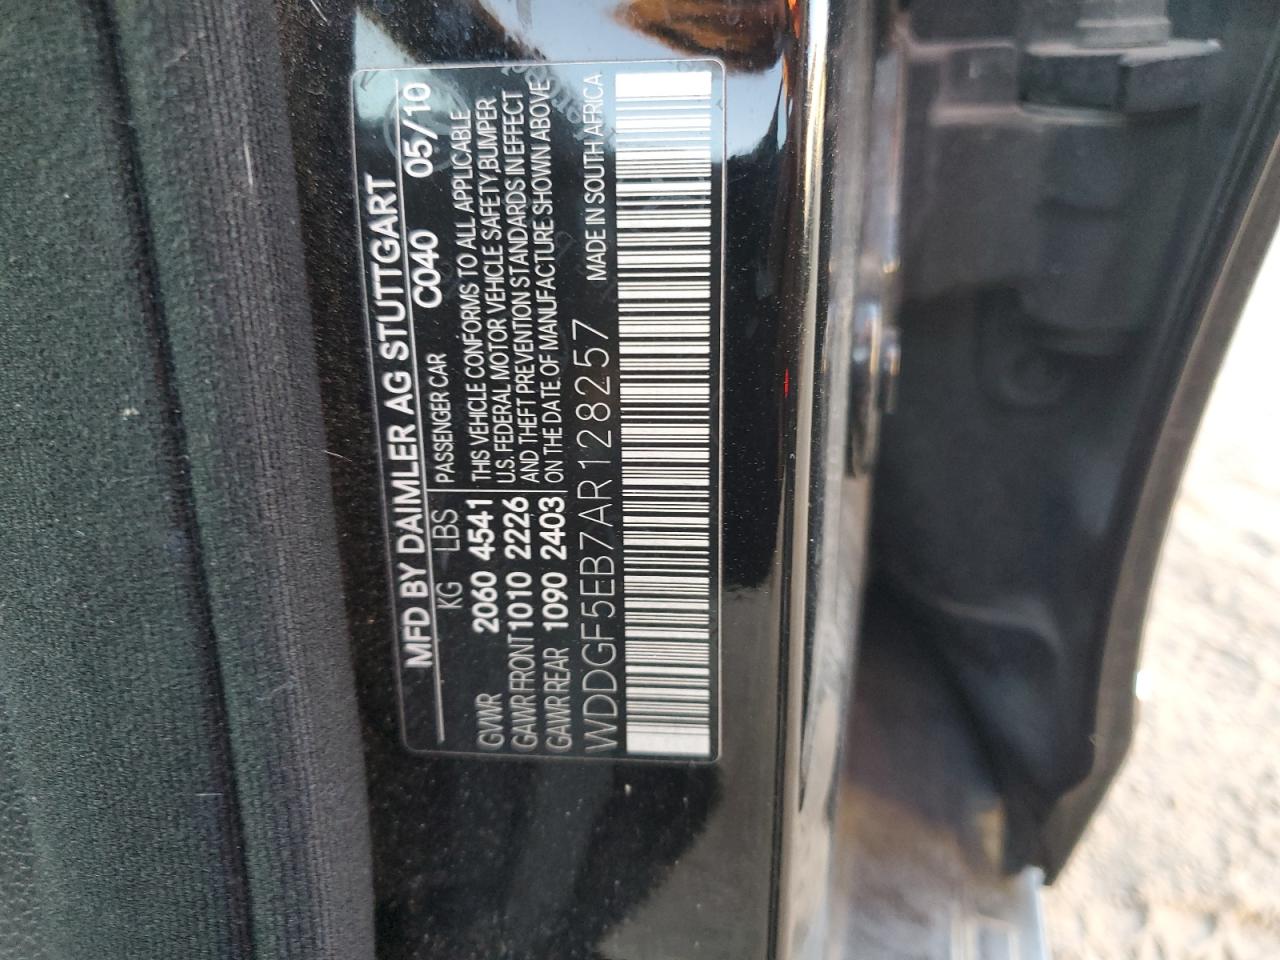 MFD BY DAIMLER AG STUTTGART
KG LBS PASSENGER CAR C040 05/10
GVWR 2060 4541 THIS VEHICLE CONFORMS TO ALL APPLICABLE
GAWR FRONT 1010 2226 U.S. FEDERAL MOTOR VEHICLE SAFETY,BUMPER
AND THEFT PREVENTION STANDARDS IN EFFECT
GAWR REAR 1090 2403 ON THE DATE OF MANUFACTURE SHOWN ABOVE
WDDGF5EB7AR128257 MADE IN SOUTH AFRICA